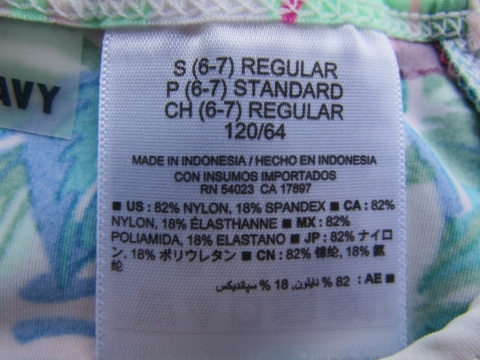 AVY
S (6-7) REGULAR
P (6-7) STANDARD
CH (6-7) REGULAR
120/64
MADE IN INDONESIA / HECHO EN INDONESIA
CON INSUMOS IMPORTADOS
RN 54023 CA 17897
■ US : 82% NYLON, 18% SPANDEX ■ CA : 82%
NYLON, 18% ÉLASTHANNE ■ MX : 82%
POLIAMIDA, 18% ELASTANO ■ JP : 82% ナイロ
ン, 18% ポリウレタン ■ CN : 82% 锦纶, 18% 氨
纶
■ AE : 82 % نايلون, 18 % سبانديكس